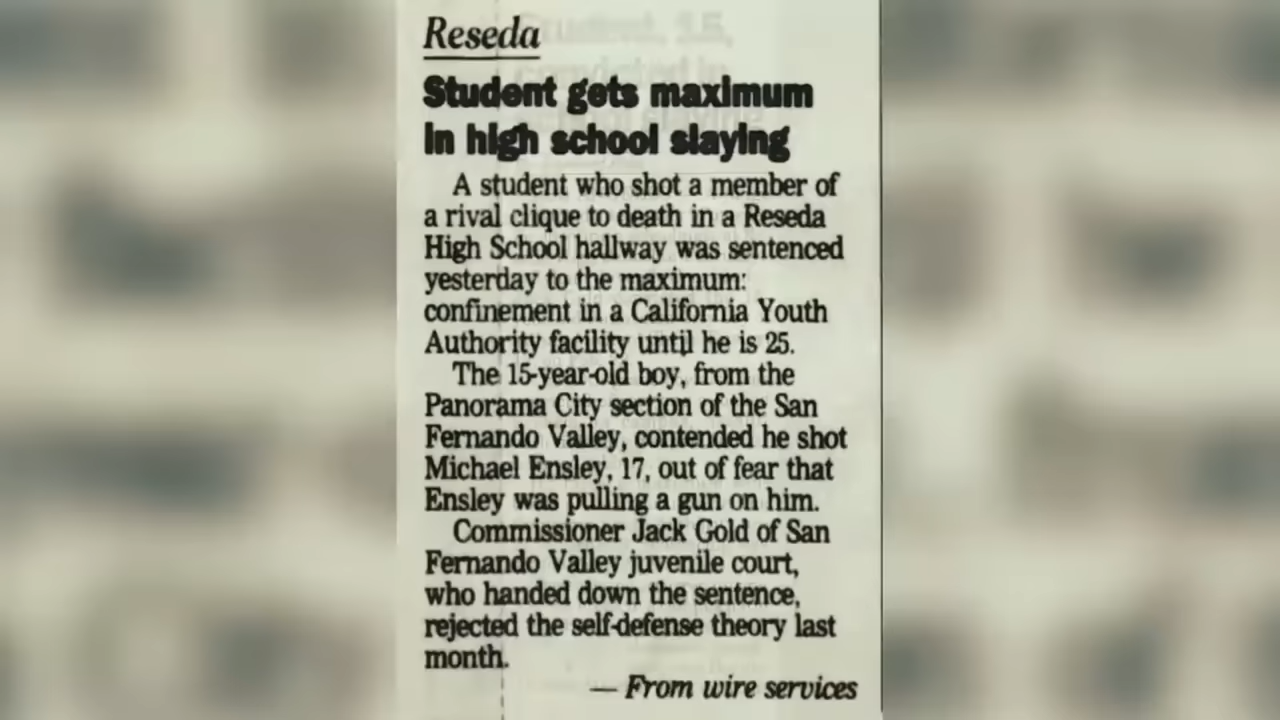 Reseda
Student gets maximum
in high school slaying
A student who shot a member of
a rival clique to death in a Reseda
High School hallway was sentenced
yesterday to the maximum:
confinement in a California Youth
Authority facility until he is 25.
The 15-year-old boy, from the
Panorama City section of the San
Fernando Valley, contended he shot
Michael Ensley, 17, out of fear that
Ensley was pulling a gun on him.
Commissioner Jack Gold of San
Fernando Valley juvenile court,
who handed down the sentence,
rejected the self-defense theory last
month.
— From wire services